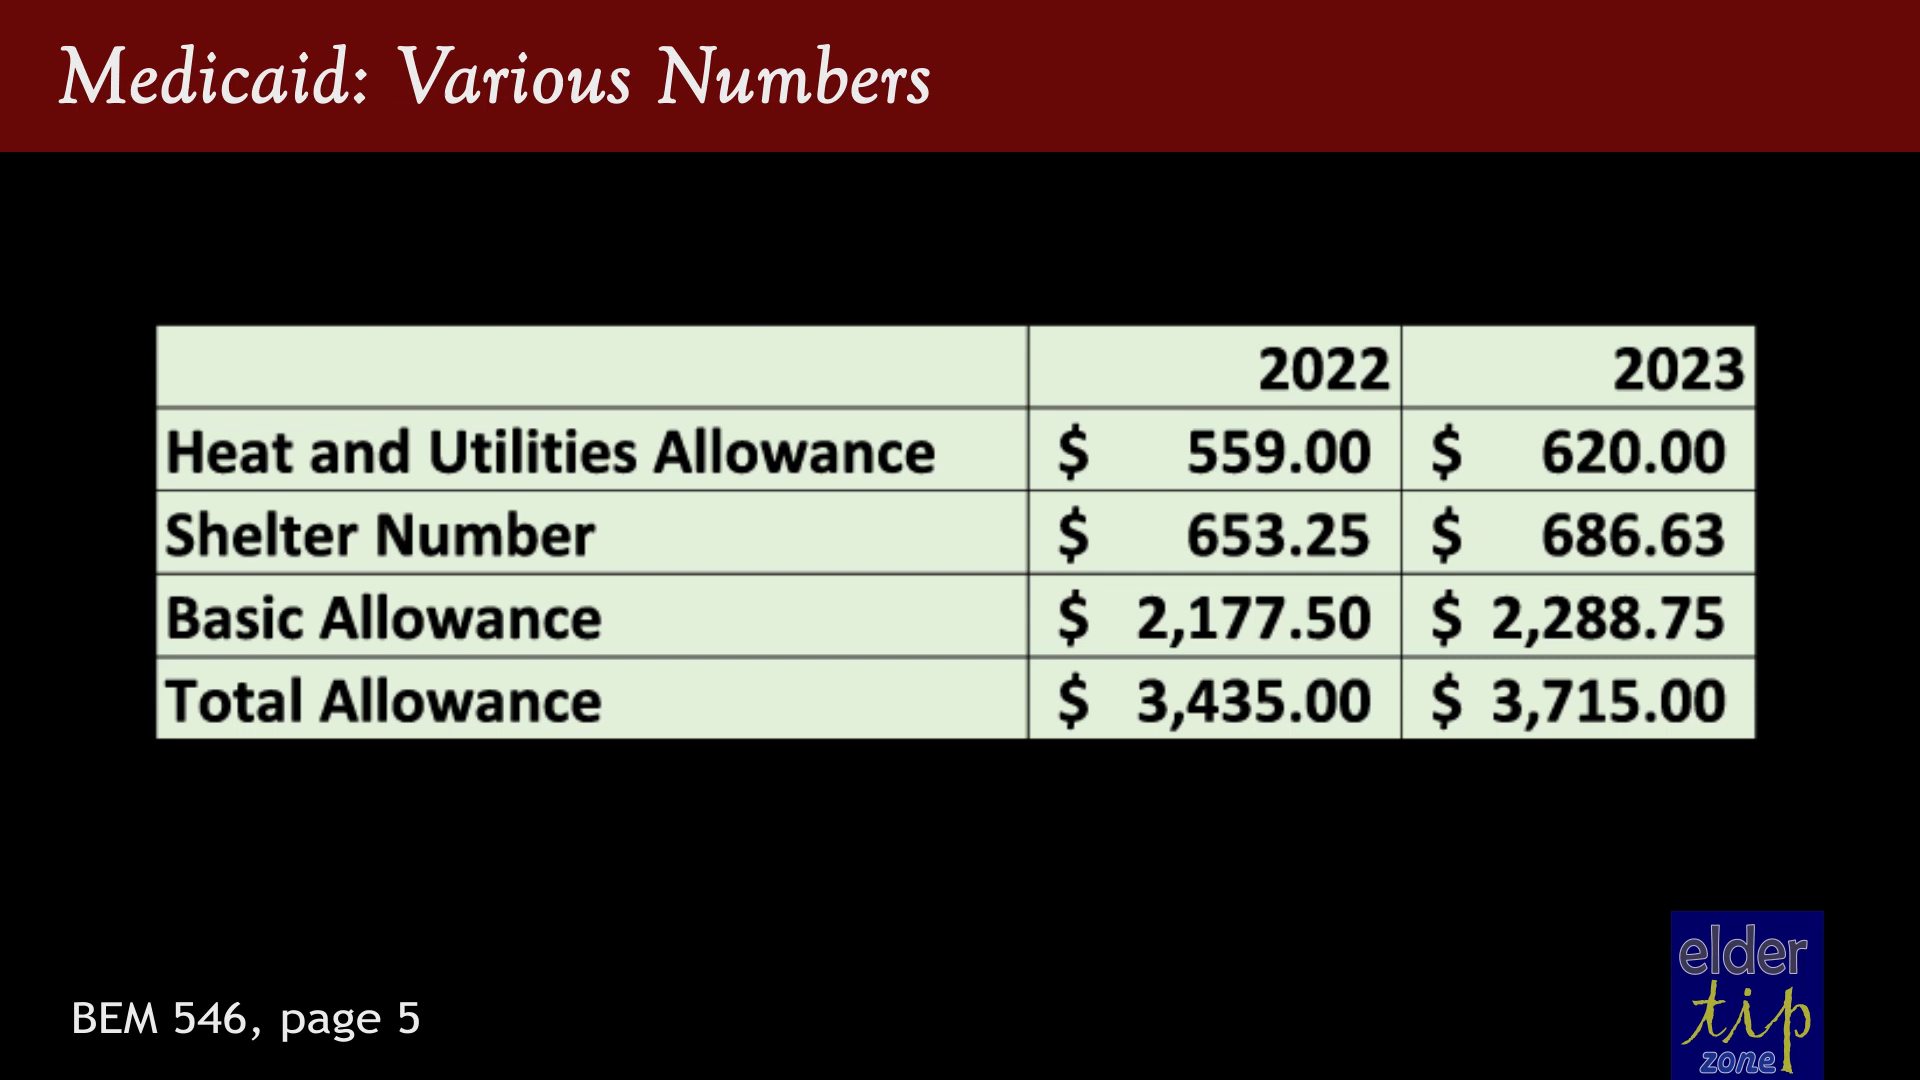 Medicaid: Various Numbers
2022 2023
Heat and Utilities Allowance $ 559.00 $ 620.00
Shelter Number $ 653.25 $ 686.63
Basic Allowance $ 2,177.50 $ 2,288.75
Total Allowance $ 3,435.00 $ 3,715.00
BEM 546, page 5
elder
tip
zone